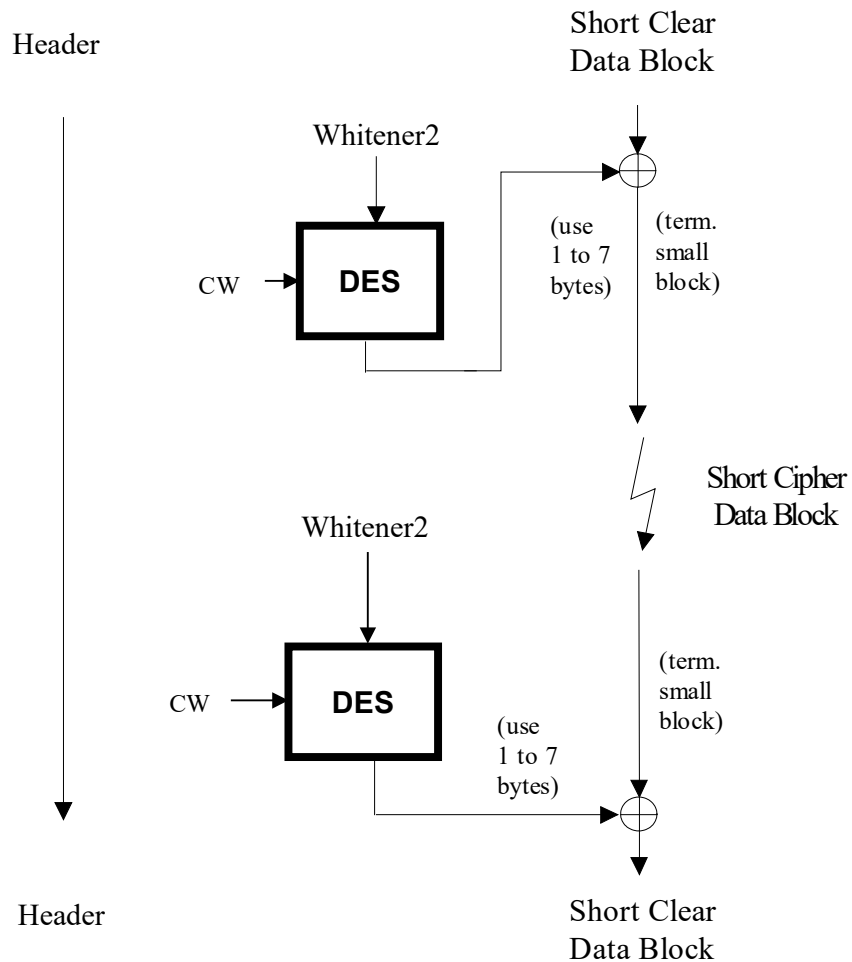 Header
Short Clear
Data Block
Whitener2
CW
DES
(use
1 to 7
bytes)
(term.
small
block)
Short Cipher
Data Block
Whitener2
CW
DES
(use
1 to 7
bytes)
(term.
small
block)
Header
Short Clear
Data Block